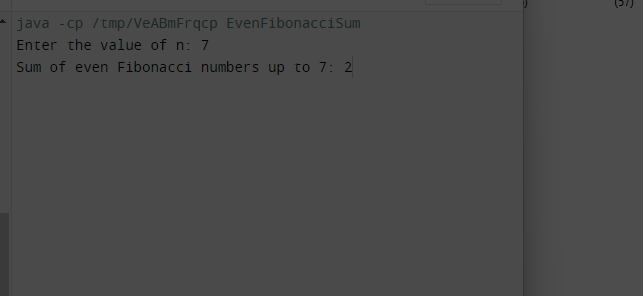 (57)
java -cp /tmp/VeABmFrqcp EvenFibonacciSum
Enter the value of n: 7
Sum of even Fibonacci numbers up to 7: 2